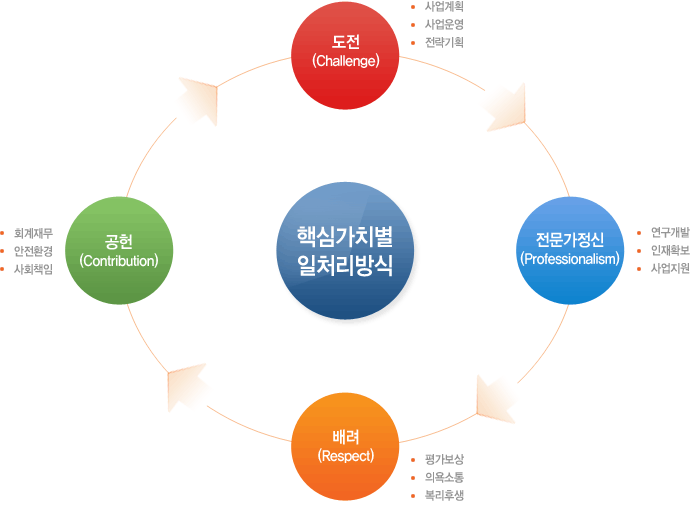 사업계획
사업운영
전략기획
도전
(Challenge)
핵심가치별
일처리방식
전문가정신
(Professionalism)
연구개발
인재확보
사업지원
회계재무
안전환경
사회책임
공헌
(Contribution)
배려
(Respect)
평가보상
의욕소통
복리후생